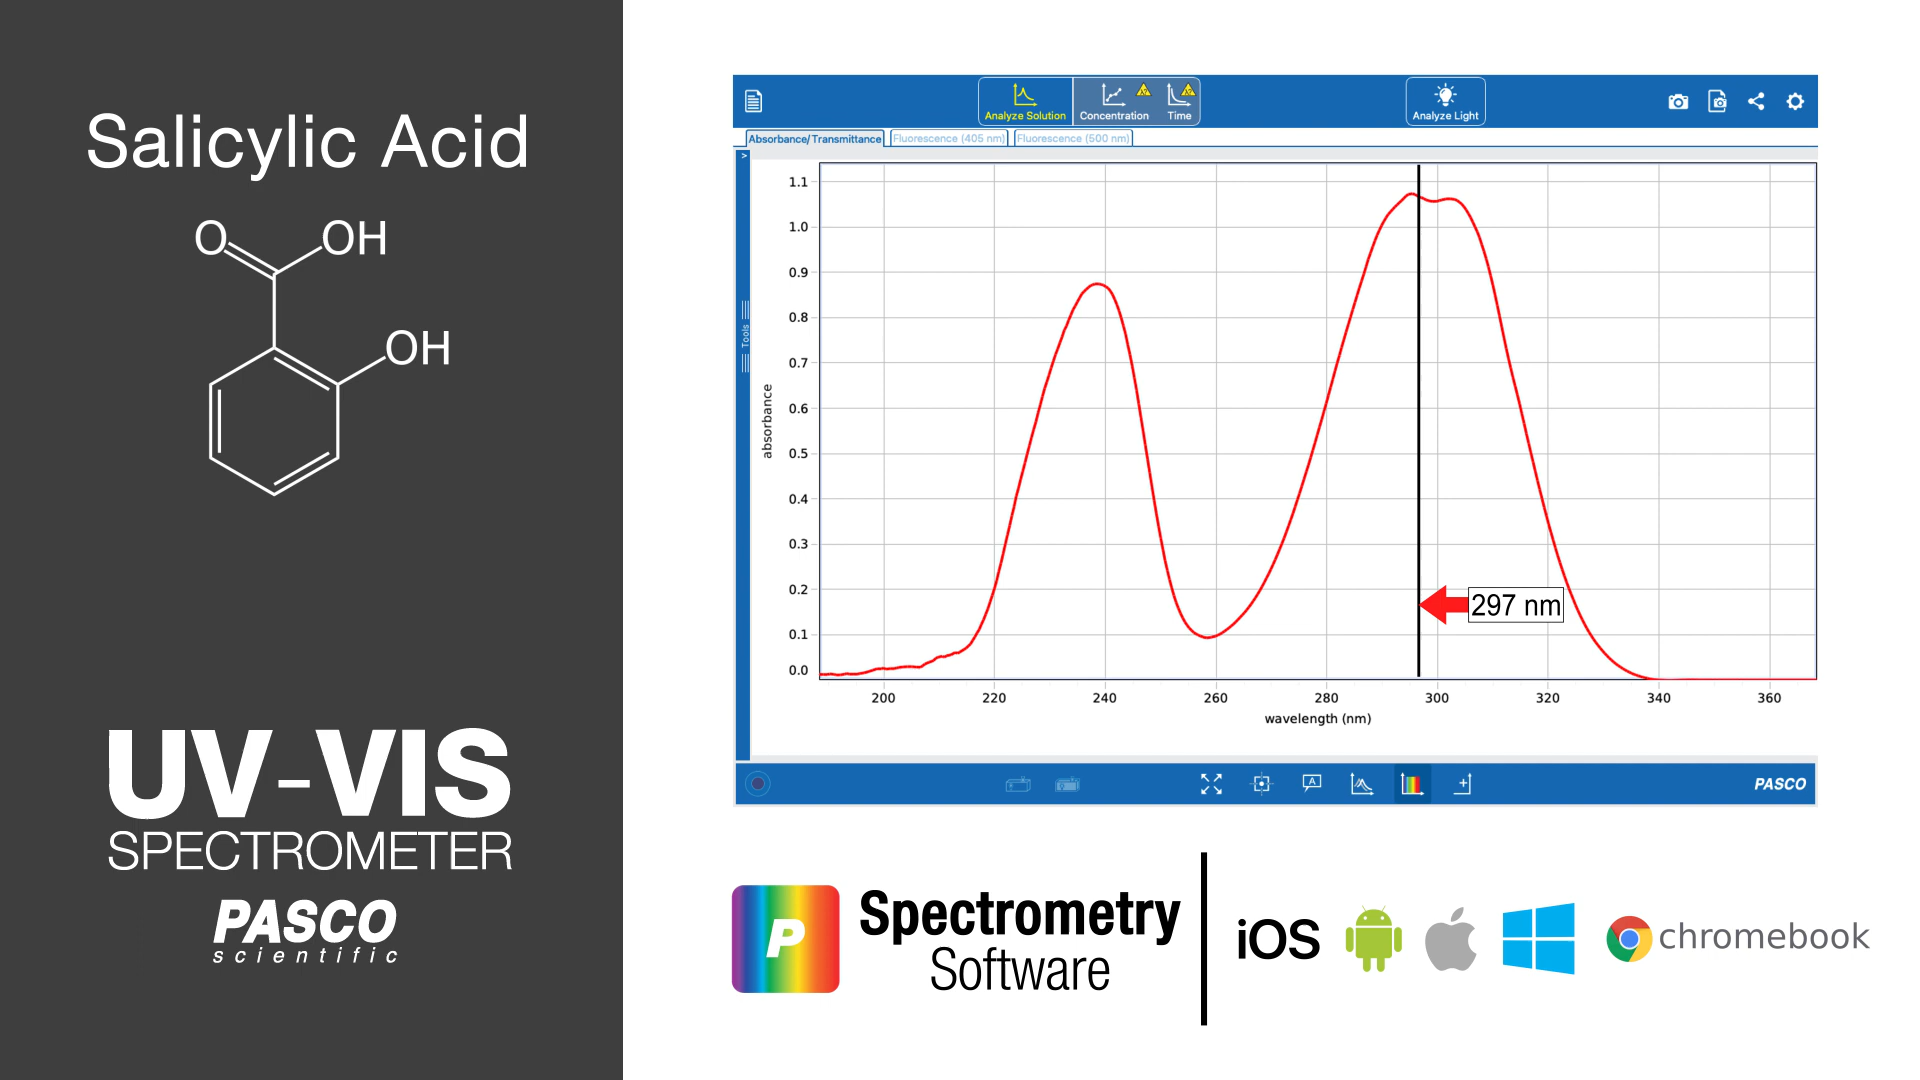 Salicylic Acid
O
OH
OH
UV-VIS
SPECTROMETER
PASCO
scientific
Analyze Solution
Concentration
Time
Analyze Light
Absorbance/Transmittance
Fluorescence (405 nm)
Fluorescence (500 nm)
>
Tools
absorbance
1.1
1.0
0.9
0.8
0.7
0.6
0.5
0.4
0.3
0.2
0.1
0.0
297 nm
200 220 240 260 280 300 320 340 360
wavelength (nm)
A
PASCO
P
Spectrometry
Software
iOS
chromebook